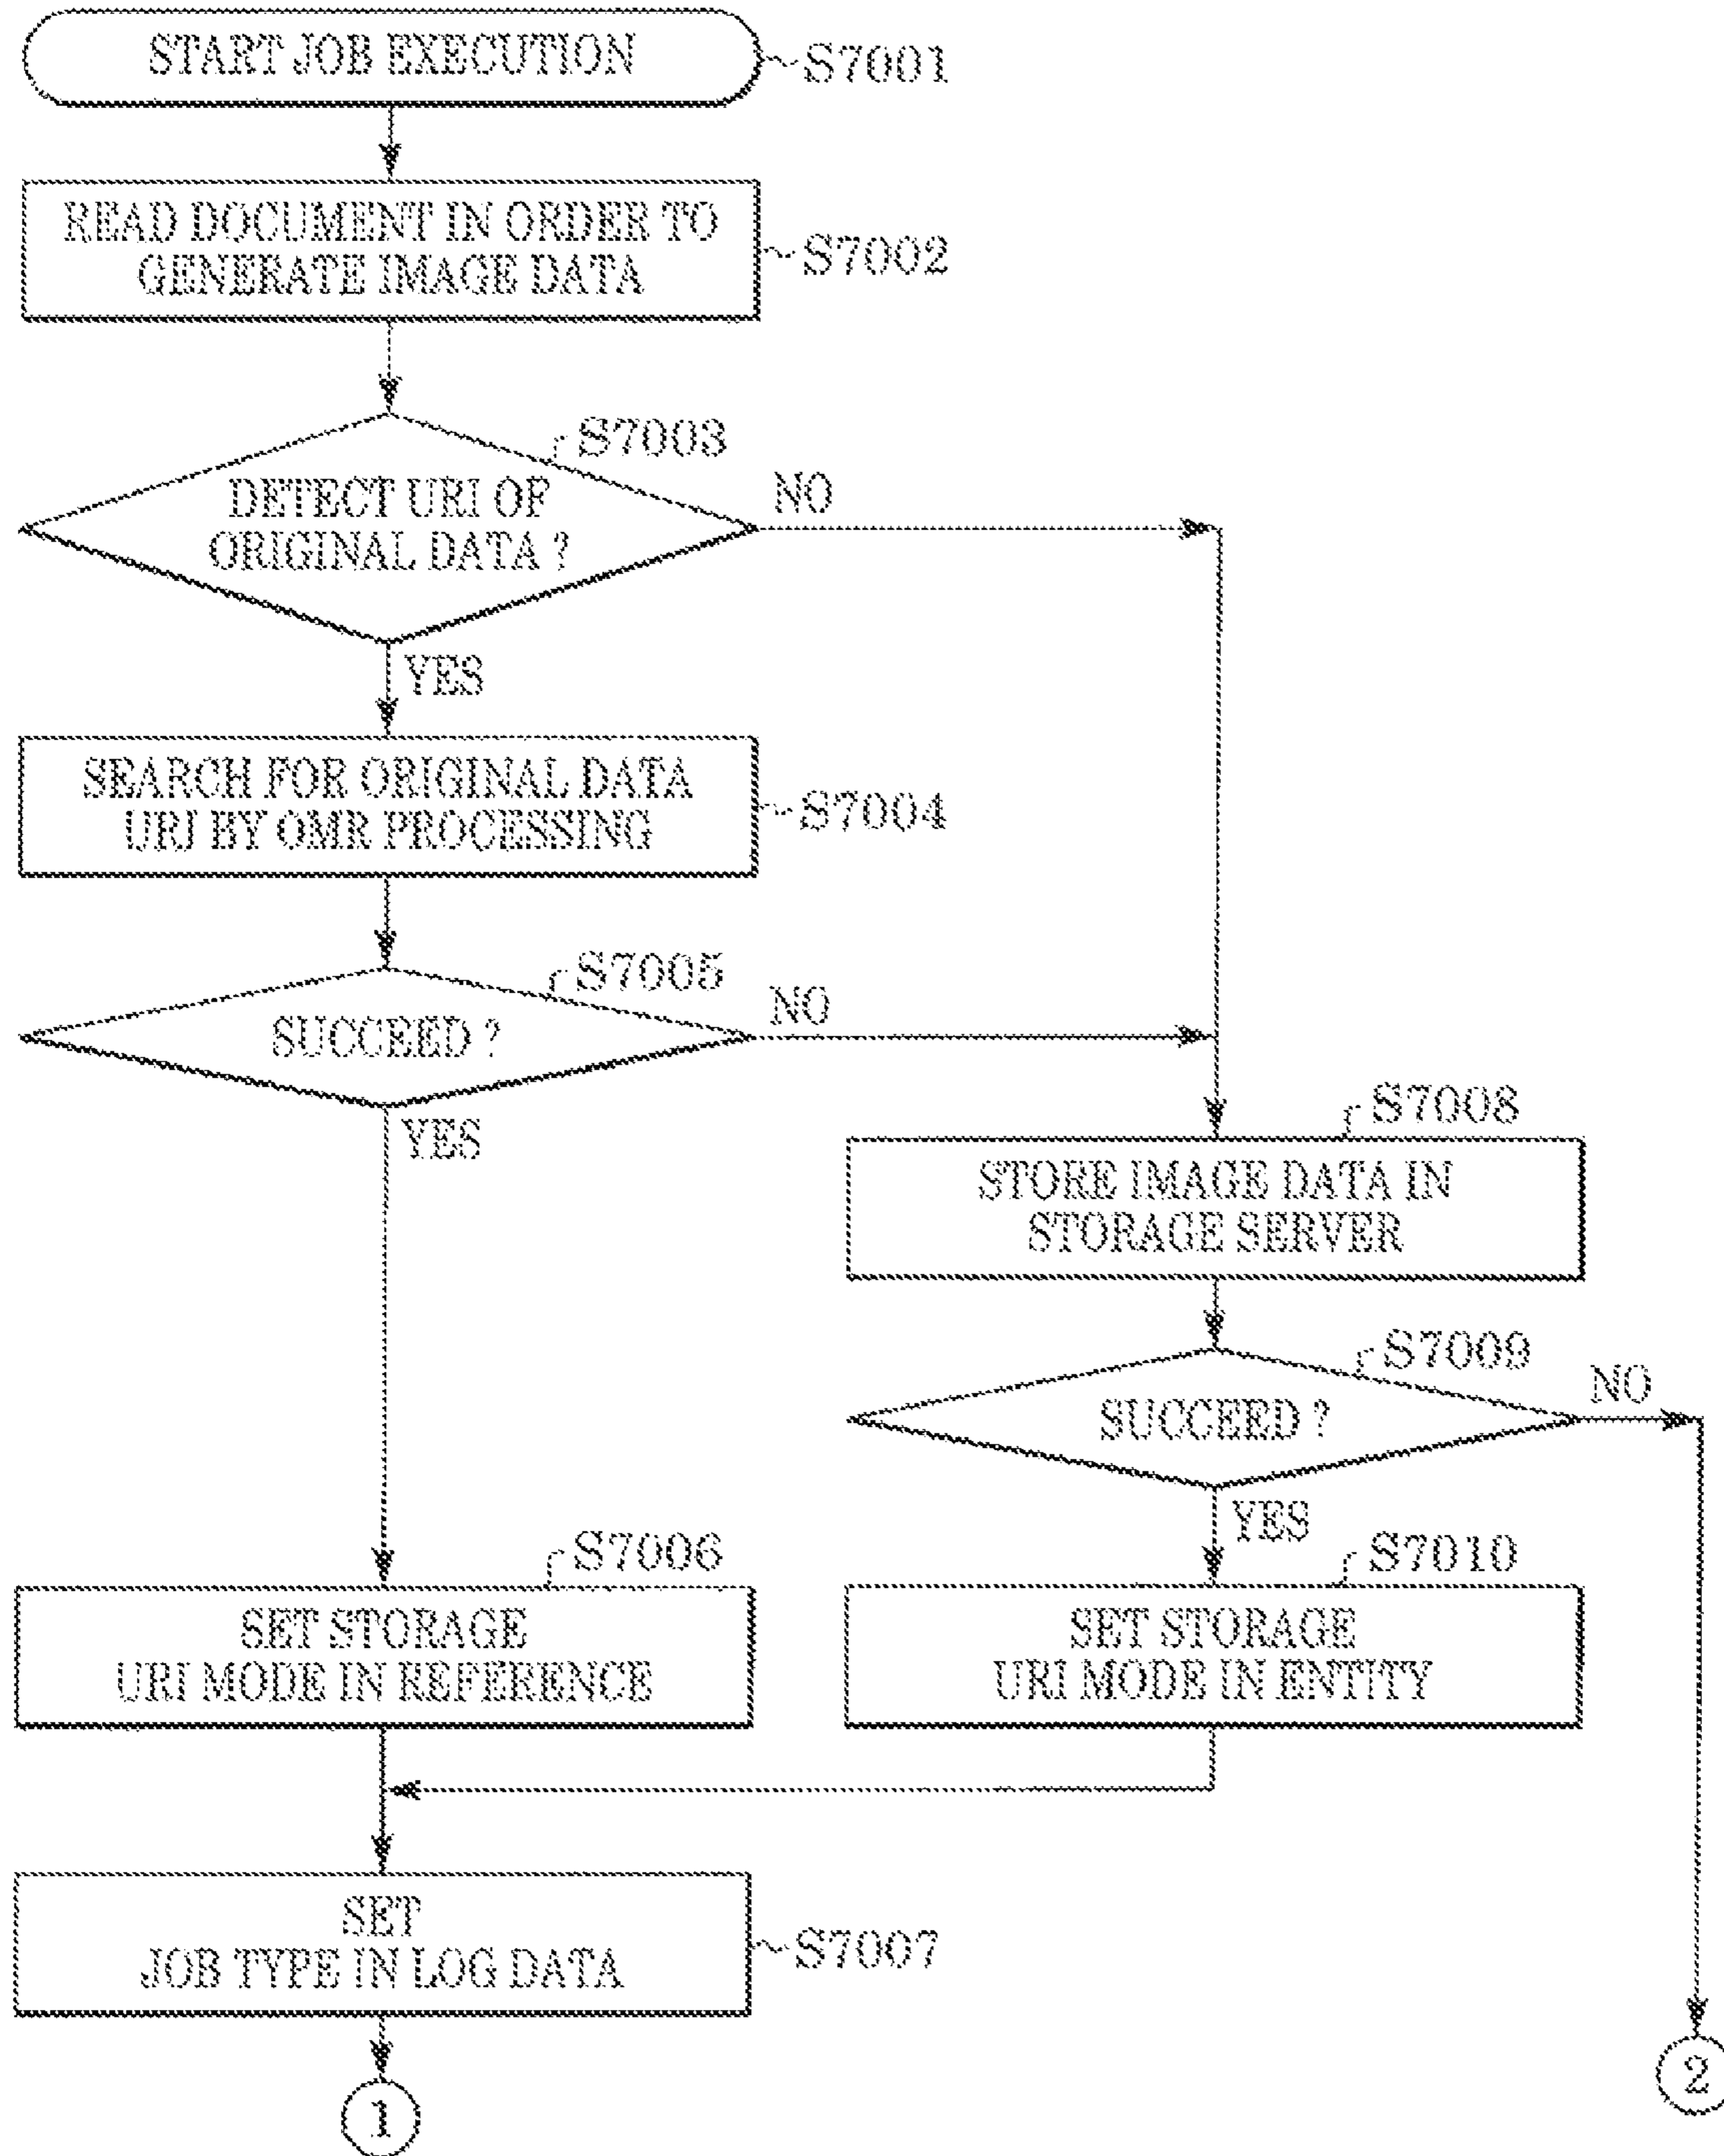 START JOB EXECUTION
S7001
READ DOCUMENT IN ORDER TO
GENERATE IMAGE DATA
S7002
S7003
DETECT URI OF
ORIGINAL DATA ?
NO
YES
SEARCH FOR ORIGINAL DATA
URI BY OMR PROCESSING
S7004
S7005
SUCCEED ?
NO
YES
S7008
STORE IMAGE DATA IN
STORAGE SERVER
S7009
SUCCEED ?
NO
YES
S7006
SET STORAGE
URI MODE IN REFERENCE
S7010
SET STORAGE
URI MODE IN ENTITY
SET
JOB TYPE IN LOG DATA
S7007
1
2